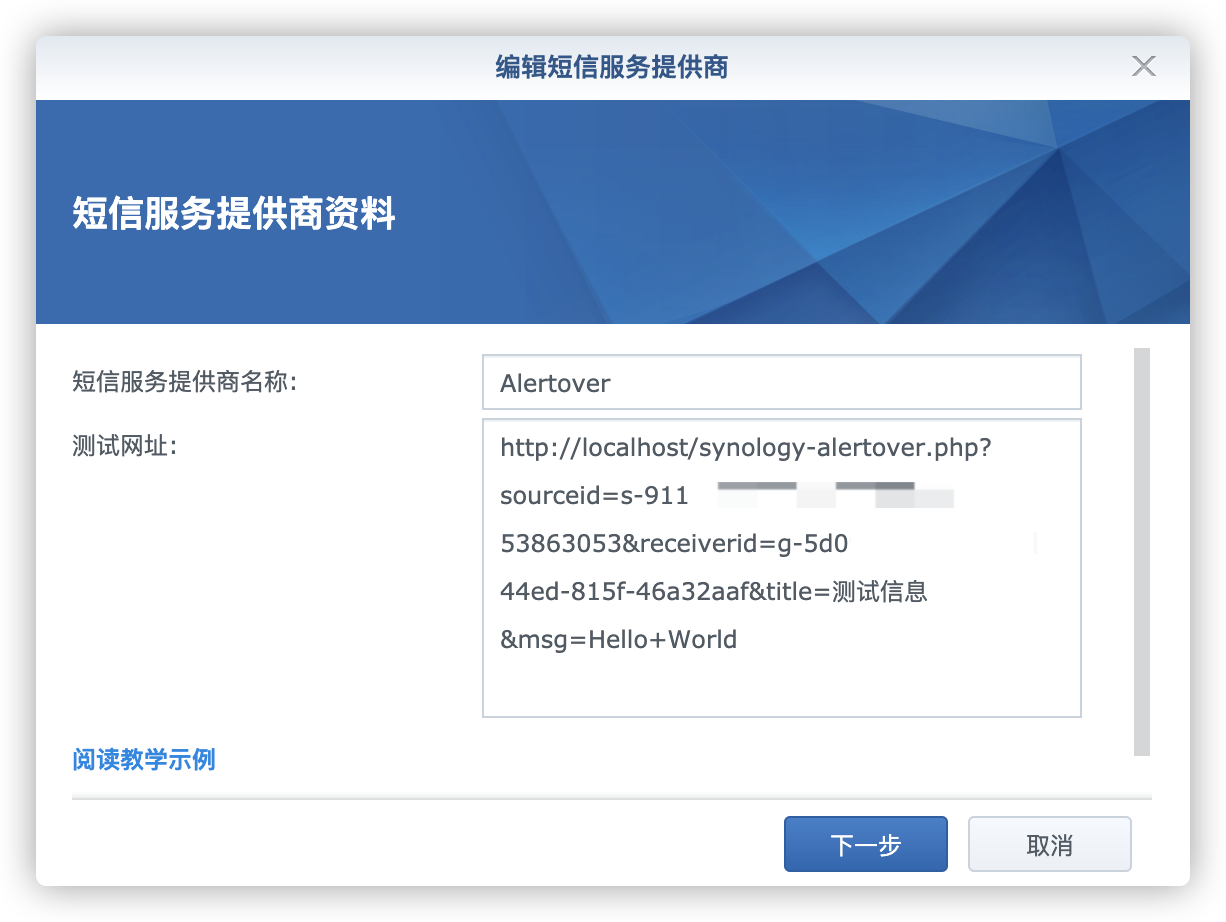 编辑短信服务提供商
短信服务提供商资料
短信服务提供商名称:
Alertover
测试网址:
http://localhost/synology-alertover.php?
sourceid=s-911
53863053&receiverid=g-5d0
44ed-815f-46a32aaf&title=测试信息
&msg=Hello+World
阅读教学示例
下一步
取消